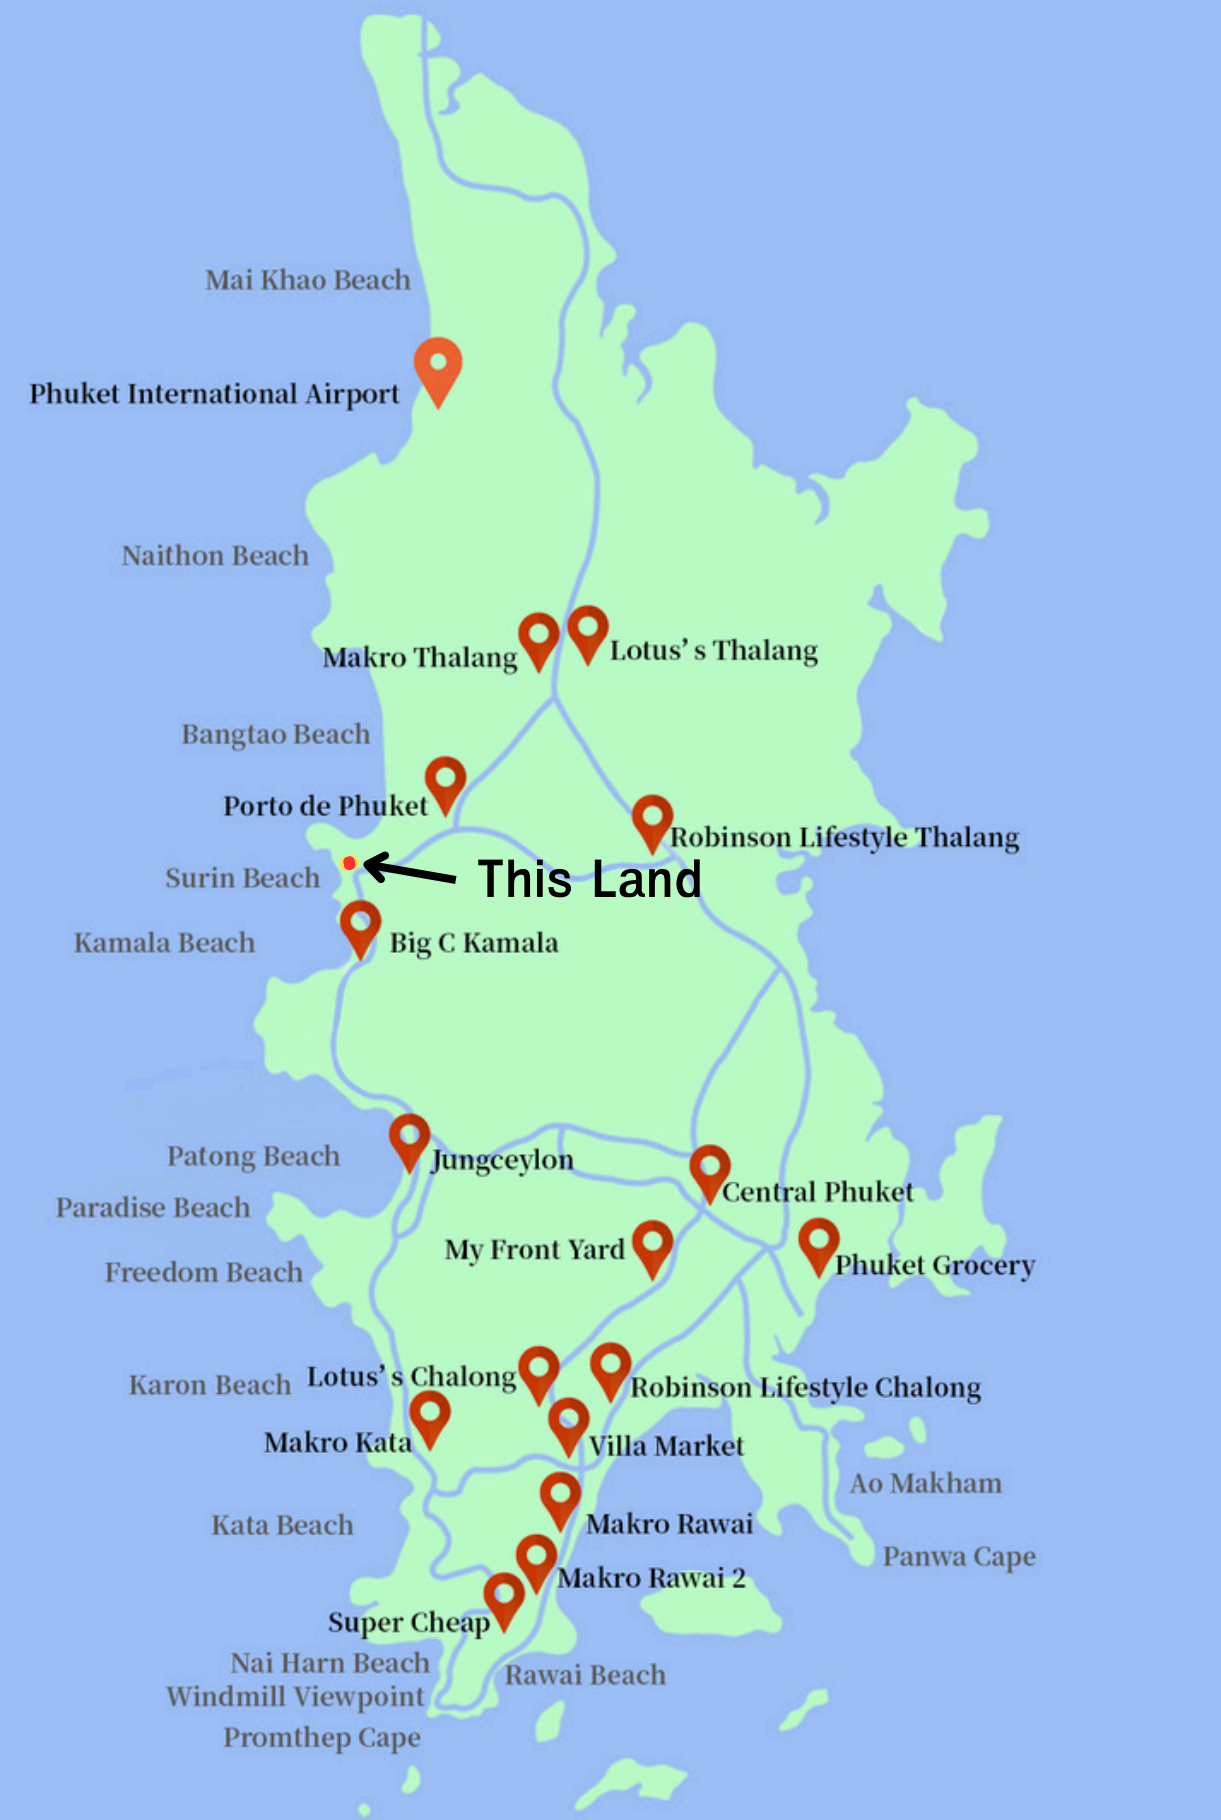 Mai Khao Beach
Phuket International Airport
Naithon Beach
Makro Thalang
Lotus’s Thalang
Bangtao Beach
Porto de Phuket
Robinson Lifestyle Thalang
Surin Beach
This Land
Kamala Beach
Big C Kamala
Patong Beach
Jungceylon
Central Phuket
Paradise Beach
My Front Yard
Phuket Grocery
Freedom Beach
Karon Beach
Lotus’s Chalong
Robinson Lifestyle Chalong
Makro Kata
Villa Market
Ao Makham
Kata Beach
Makro Rawai
Panwa Cape
Makro Rawai 2
Super Cheap
Nai Harn Beach
Rawai Beach
Windmill Viewpoint
Promthep Cape